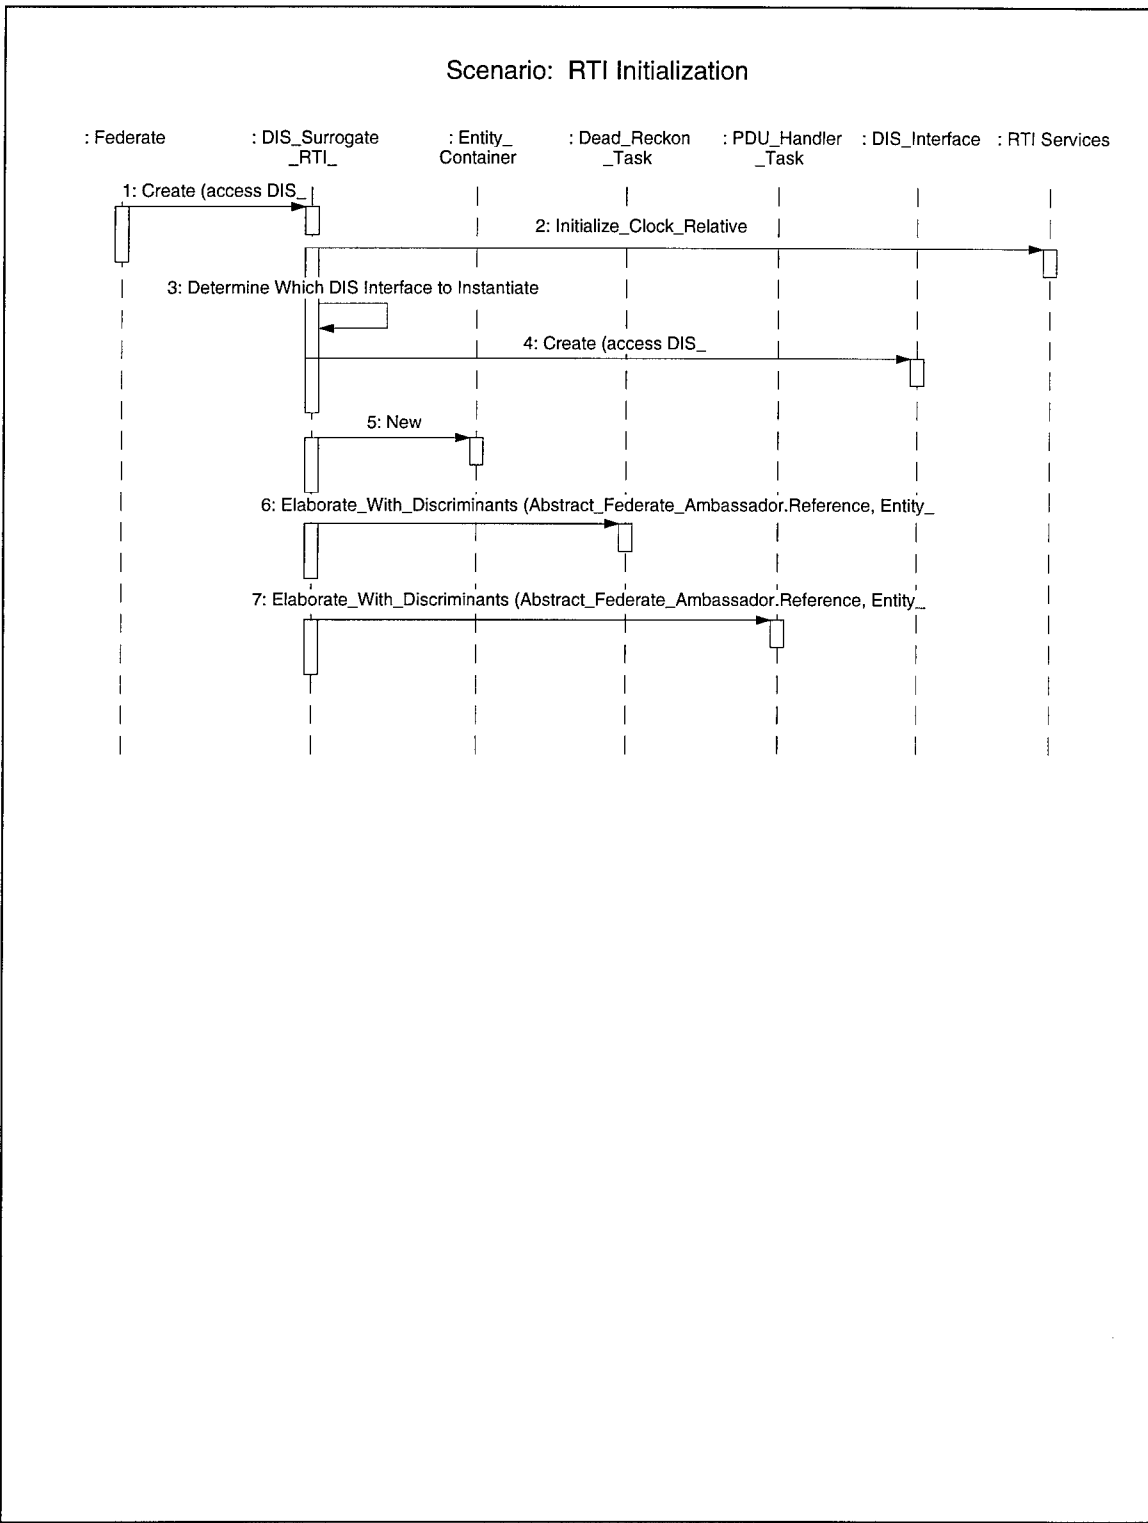 Scenario: RTI Initialization
: Federate
: DIS_Surrogate
_RTI_
: Entity_
Container
: Dead_Reckon
_Task
: PDU_Handler
_Task
: DIS_Interface
: RTI Services
1: Create (access DIS_
2: Initialize_Clock_Relative
3: Determine Which DIS Interface to Instantiate
4: Create (access DIS_
5: New
6: Elaborate_With_Discriminants (Abstract_Federate_Ambassador.Reference, Entity_
7: Elaborate_With_Discriminants (Abstract_Federate_Ambassador.Reference, Entity_